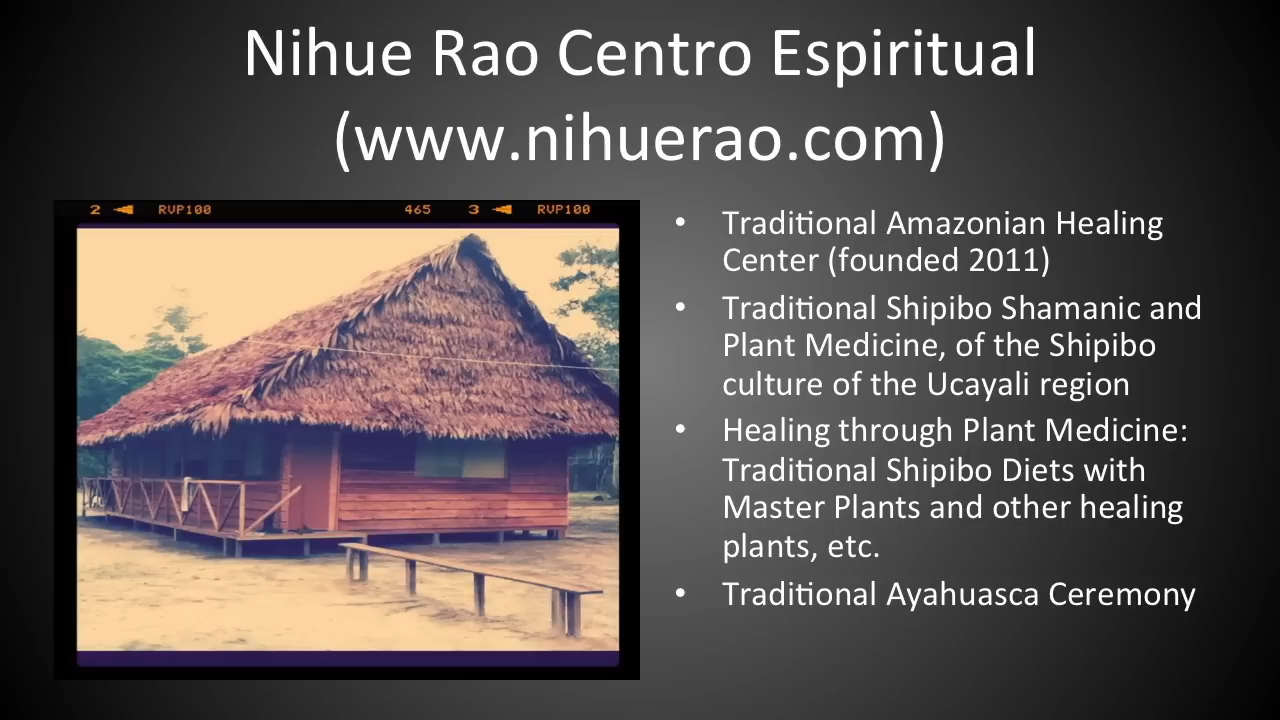 Nihue Rao Centro Espiritual
(www.nihuerao.com)
2 RVP100 465 3 RVP100
• Traditional Amazonian Healing
Center (founded 2011)
• Traditional Shipibo Shamanic and
Plant Medicine, of the Shipibo
culture of the Ucayali region
• Healing through Plant Medicine:
Traditional Shipibo Diets with
Master Plants and other healing
plants, etc.
• Traditional Ayahuasca Ceremony